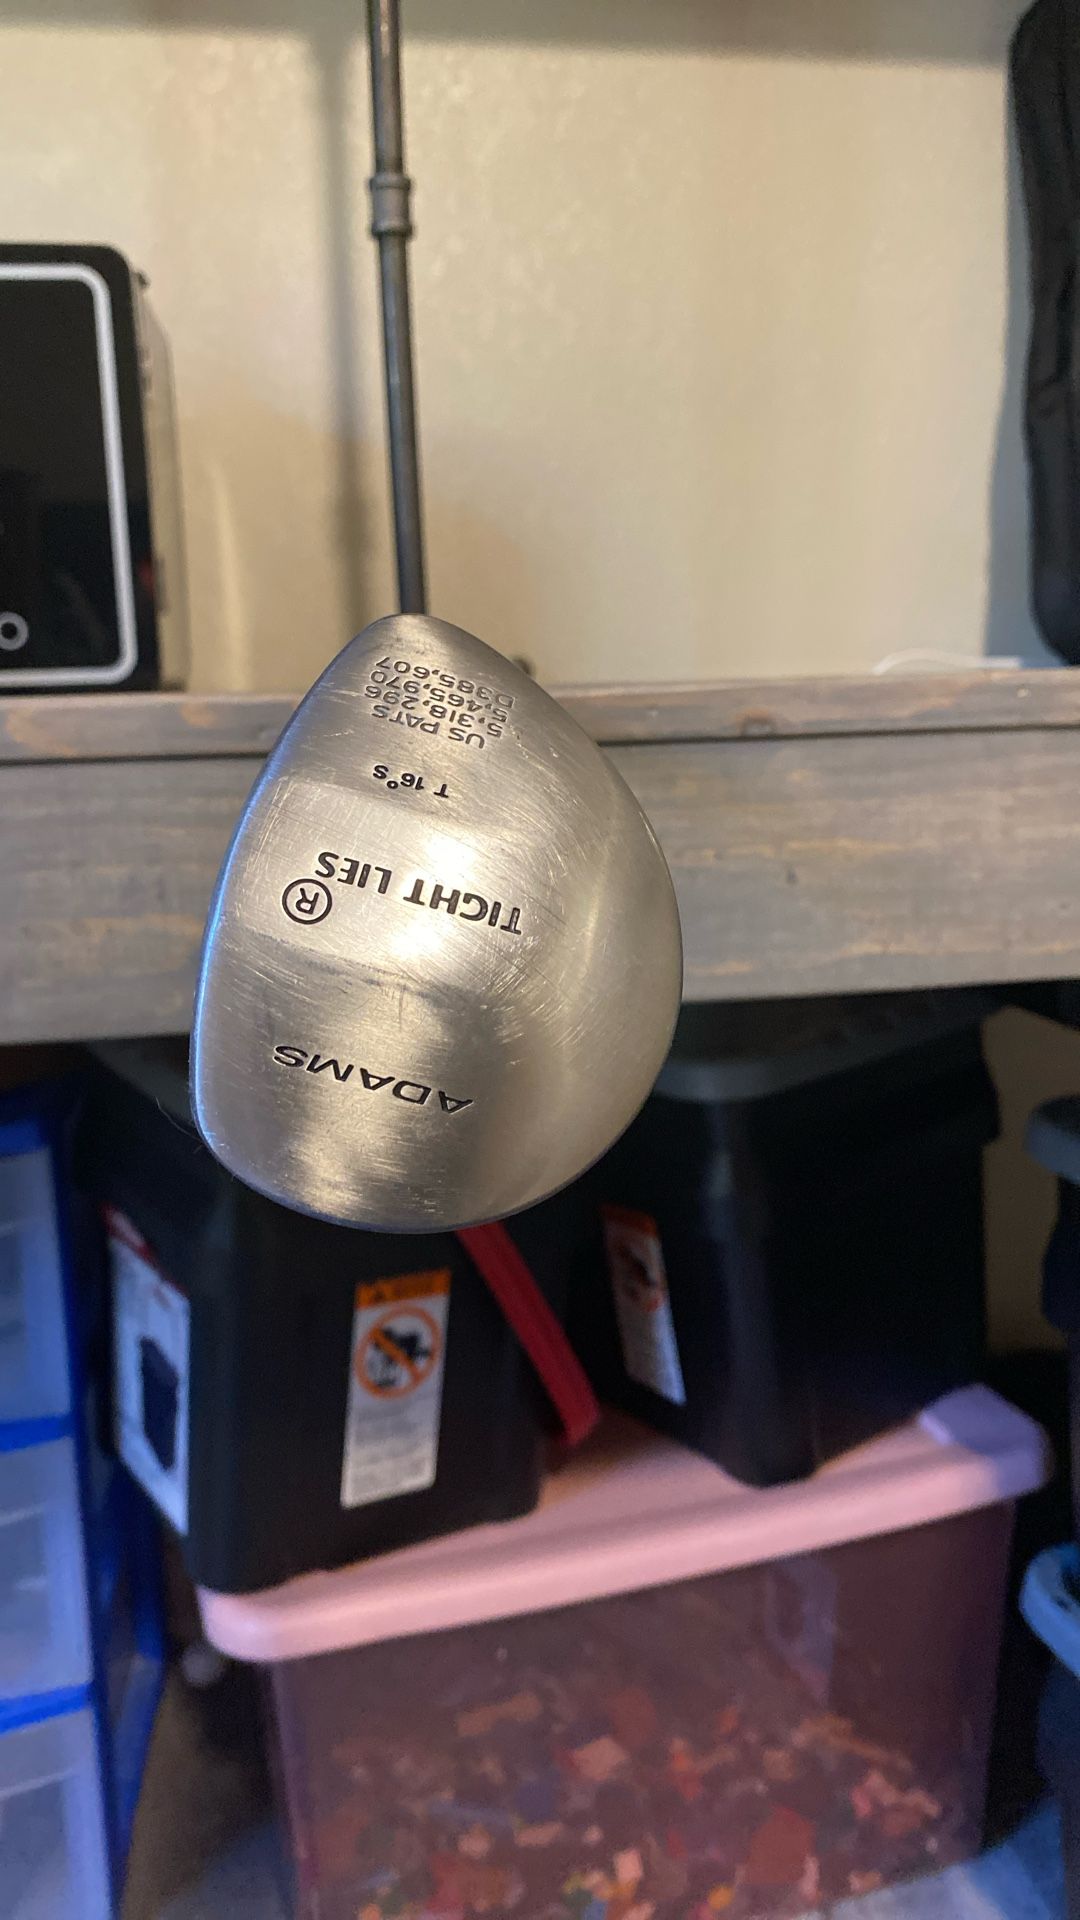 ADAMS
TIGHT LIES
®
T 16° S
US PATS
5,318,296
5,465,970
D385,607